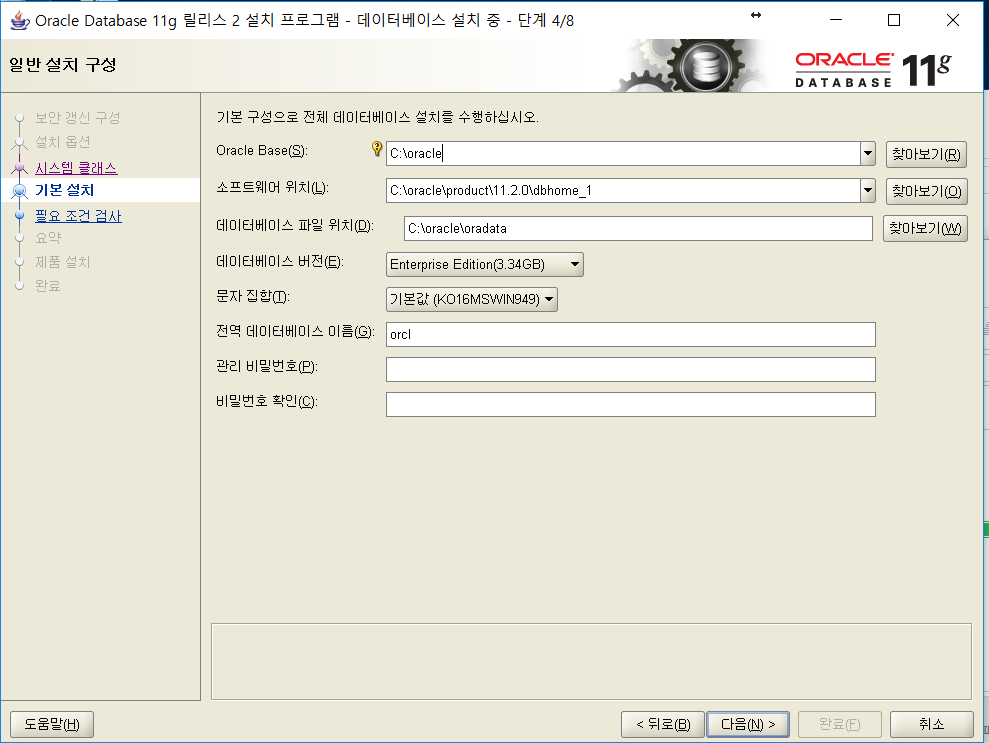 Oracle Database 11g 릴리스 2 설치 프로그램 - 데이터베이스 설치 중 - 단계 4/8
일반 설치 구성
ORACLE DATABASE 11g
보안 갱신 구성
설치 옵션
시스템 클래스
기본 설치
필요 조건 검사
요약
제품 설치
완료
기본 구성으로 전체 데이터베이스 설치를 수행하십시오.
Oracle Base(S): C:\oracle 찾아보기(R)
소프트웨어 위치(L): C:\oracle\product\11.2.0\dbhome_1 찾아보기(O)
데이터베이스 파일 위치(D): C:\oracle\oradata 찾아보기(W)
데이터베이스 버전(E): Enterprise Edition(3.34GB)
문자 집합(T): 기본값 (KO16MSWIN949)
전역 데이터베이스 이름(G): orcl
관리 비밀번호(P):
비밀번호 확인(C):
도움말(H) < 뒤로(B) 다음(N) > 완료(F) 취소